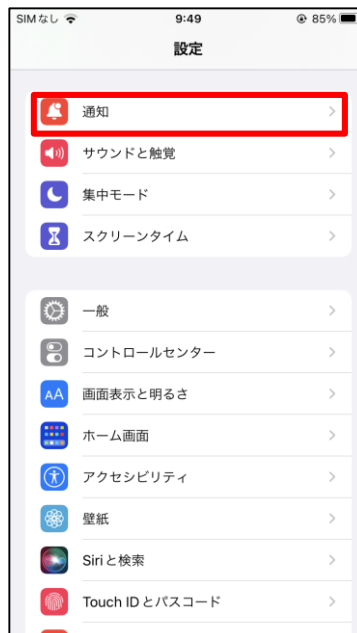 SIMなし 9:49 85%
設定
通知
サウンドと触覚
集中モード
スクリーンタイム
一般
コントロールセンター
AA 画面表示と明るさ
ホーム画面
アクセシビリティ
壁紙
Siriと検索
Touch IDとパスコード